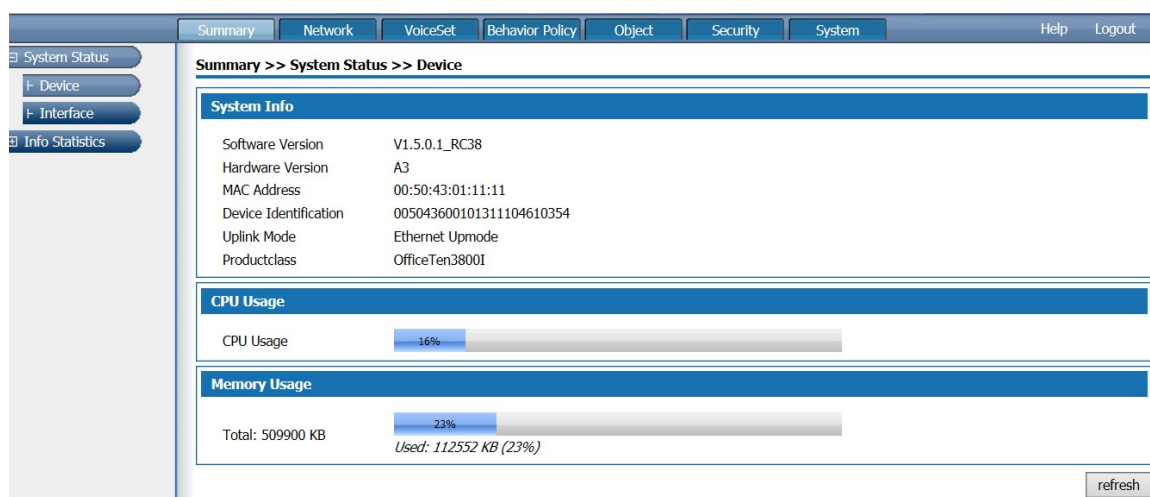 Summary Network VoiceSet Behavior Policy Object Security System Help Logout
System Status
Device
Interface
Info Statistics
Summary >> System Status >> Device
System Info
Software Version V1.5.0.1_RC38
Hardware Version A3
MAC Address 00:50:43:01:11:11
Device Identification 005043600101311104610354
Uplink Mode Ethernet Upmode
Productclass OfficeTen3800I
CPU Usage
CPU Usage 16%
Memory Usage
23%
Total: 509900 KB
Used: 112552 KB (23%)
refresh